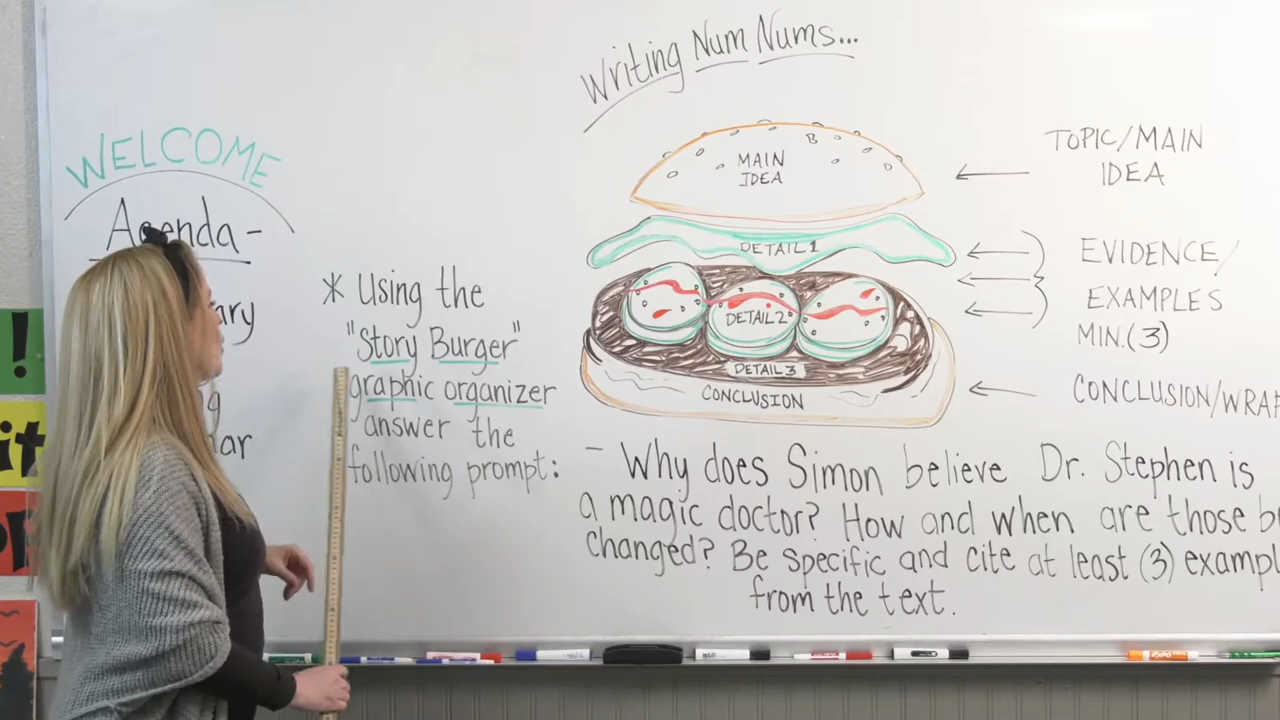 Writing Num Nums...
WELCOME
Agenda-
* Using the
"Story Burger"
graphic organizer
answer the
following prompt:
MAIN
IDEA
DETAIL 1
DETAIL 2
DETAIL 3
CONCLUSION
TOPIC/MAIN
IDEA
EVIDENCE/
EXAMPLES
MIN. (3)
CONCLUSION/WRAP
- Why does Simon believe Dr. Stephen is
a magic doctor? How and when are those
changed? Be specific and cite at least (3)
from the text.
EXPO